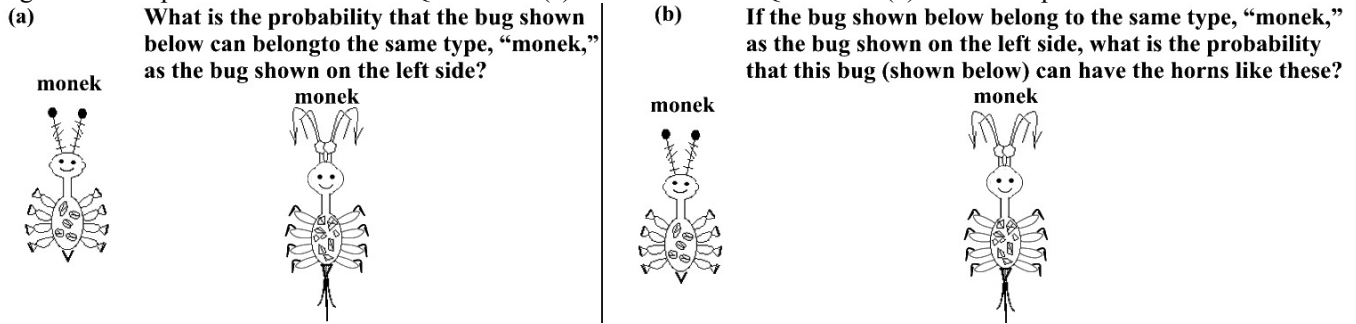 (a)
What is the probability that the bug shown
below can belongto the same type, “monek,”
as the bug shown on the left side?
monek
monek
(b)
If the bug shown below belong to the same type, “monek,”
as the bug shown on the left side, what is the probability
that this bug (shown below) can have the horns like these?
monek
monek